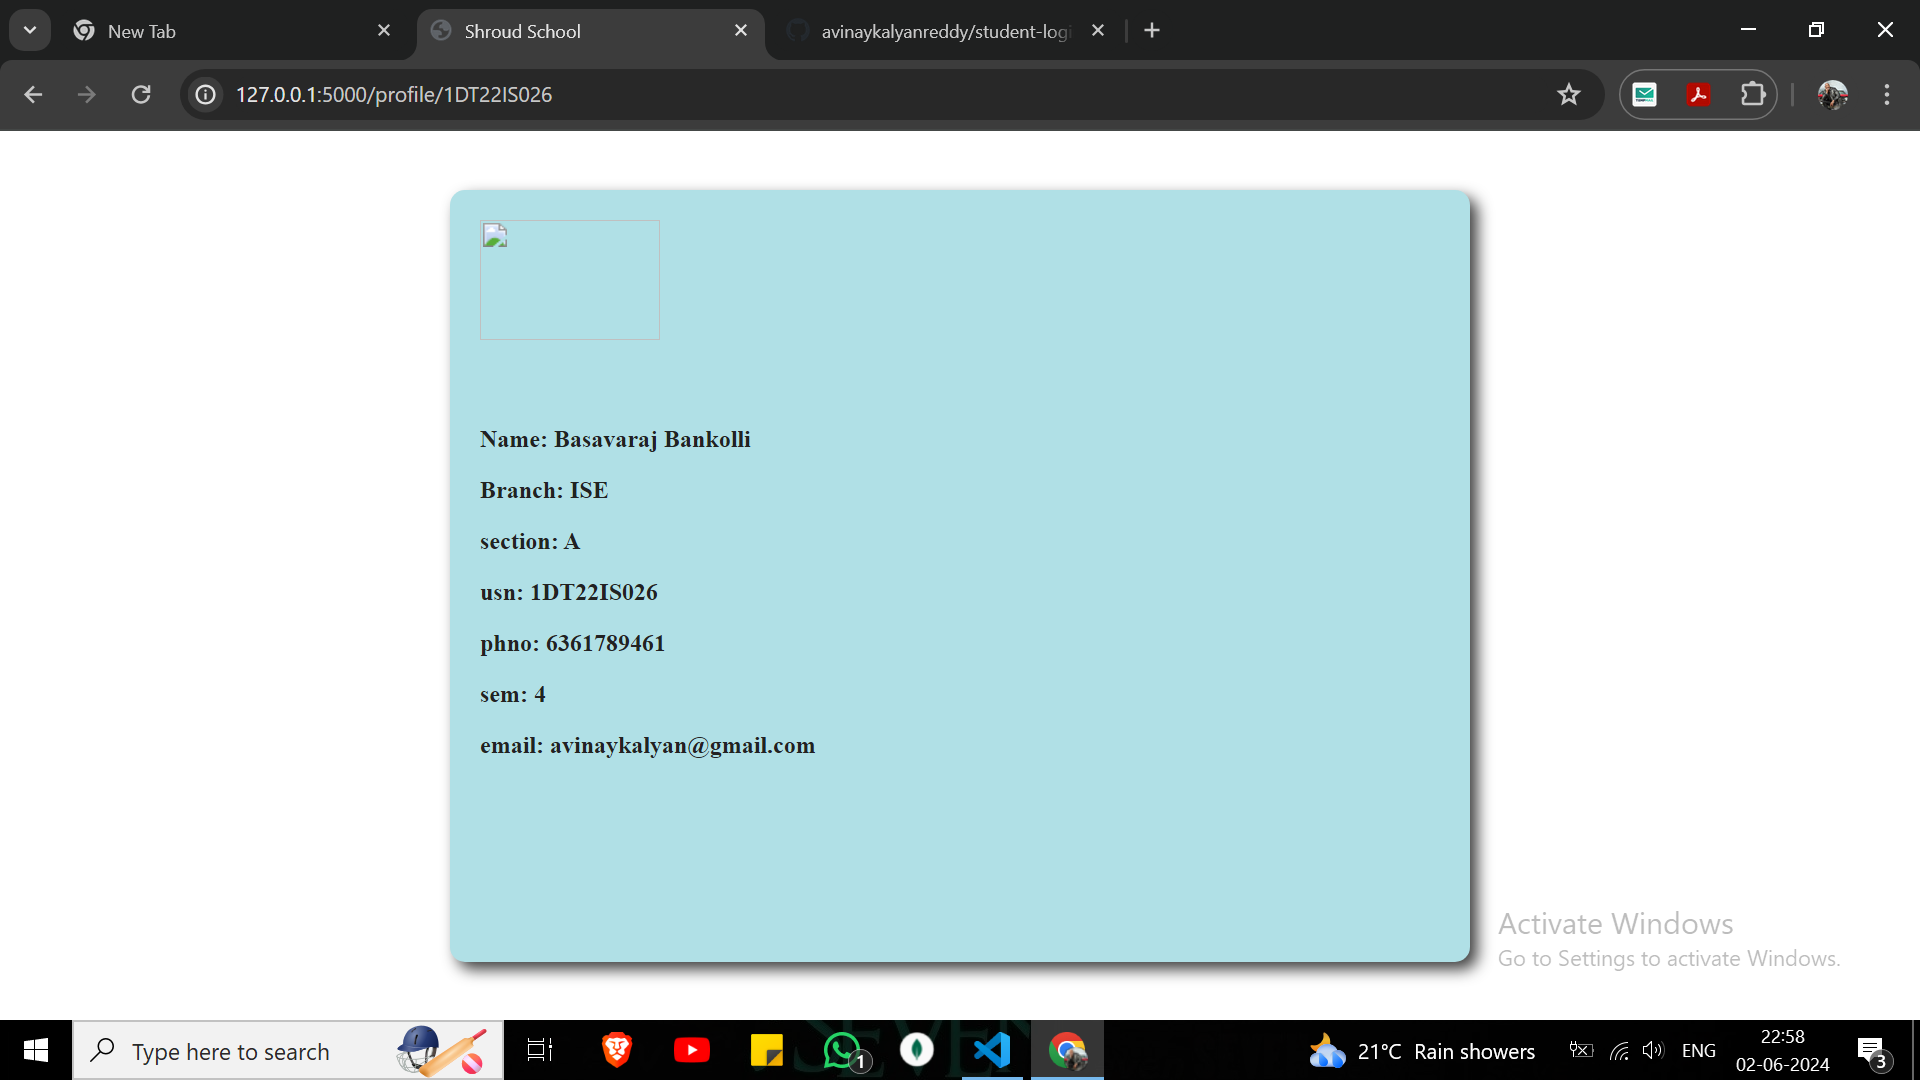 New Tab
Shroud School
avinaykalyanreddy/student-logi
127.0.0.1:5000/profile/1DT22IS026
Name: Basavaraj Bankolli
Branch: ISE
section: A
usn: 1DT22IS026
phno: 6361789461
sem: 4
email: avinaykalyan@gmail.com
Activate Windows
Go to Settings to activate Windows.
Type here to search
SEVEN
1
21°C Rain showers
ENG
22:58
02-06-2024
3